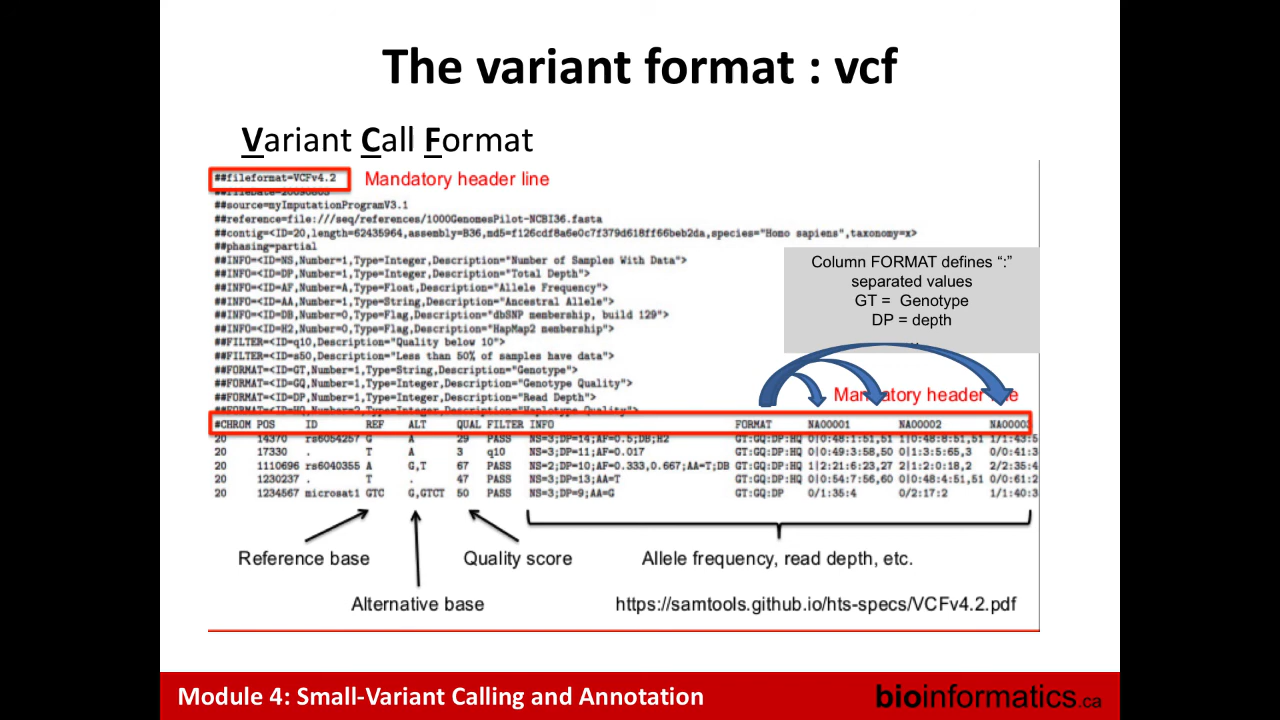 The variant format : vcf
Variant Call Format
##fileformat=VCFv4.2 Mandatory header line
##fileDate=20090805
##source=myImputationProgramV3.1
##reference=file:///seq/references/1000GenomesPilot-NCBI36.fasta
##contig=<ID=20,length=62435964,assembly=B36,md5=f126cdf8a6e0c7f379d618ff66beb2da,species="Homo sapiens",taxonomy=x>
##phasing=partial
##INFO=<ID=NS,Number=1,Type=Integer,Description="Number of Samples With Data">
##INFO=<ID=DP,Number=1,Type=Integer,Description="Total Depth">
##INFO=<ID=AF,Number=A,Type=Float,Description="Allele Frequency">
##INFO=<ID=AA,Number=1,Type=String,Description="Ancestral Allele">
##INFO=<ID=DB,Number=0,Type=Flag,Description="dbSNP membership, build 129">
##INFO=<ID=H2,Number=0,Type=Flag,Description="HapMap2 membership">
##FILTER=<ID=q10,Description="Quality below 10">
##FILTER=<ID=s50,Description="Less than 50% of samples have data">
##FORMAT=<ID=GT,Number=1,Type=String,Description="Genotype">
##FORMAT=<ID=GQ,Number=1,Type=Integer,Description="Genotype Quality">
##FORMAT=<ID=DP,Number=1,Type=Integer,Description="Read Depth">
##FORMAT=<ID=HQ,Number=2,Type=Integer,Description="Haplotype Quality">
Column FORMAT defines “:”
separated values
GT = Genotype
DP = depth
..
Mandatory header line
#CHROM POS ID REF ALT QUAL FILTER INFO FORMAT NA00001 NA00002 NA00003
20 14370 rs6054257 G A 29 PASS NS=3;DP=14;AF=0.5;DB;H2 GT:GQ:DP:HQ 0|0:48:1:51,51 1|0:48:8:51,51 1/1:43:5
20 17330 . T A 3 q10 NS=3;DP=11;AF=0.017 GT:GQ:DP:HQ 0|0:49:3:58,50 0|1:3:5:65,3 0/0:41:3
20 1110696 rs6040355 A G,T 67 PASS NS=2;DP=10;AF=0.333,0.667;AA=T;DB GT:GQ:DP:HQ 1|2:21:6:23,27 2|1:2:0:18,2 2/2:35:4
20 1230237 . T . 47 PASS NS=3;DP=13;AA=T GT:GQ:DP:HQ 0|0:54:7:56,60 0|0:48:4:51,51 0/0:61:2
20 1234567 microsat1 GTC G,GTCT 50 PASS NS=3;DP=9;AA=G GT:GQ:DP 0/1:35:4 0/2:17:2 1/1:40:3
Reference base
Quality score
Allele frequency, read depth, etc.
Alternative base
https://samtools.github.io/hts-specs/VCFv4.2.pdf
Module 4: Small-Variant Calling and Annotation
bioinformatics.ca